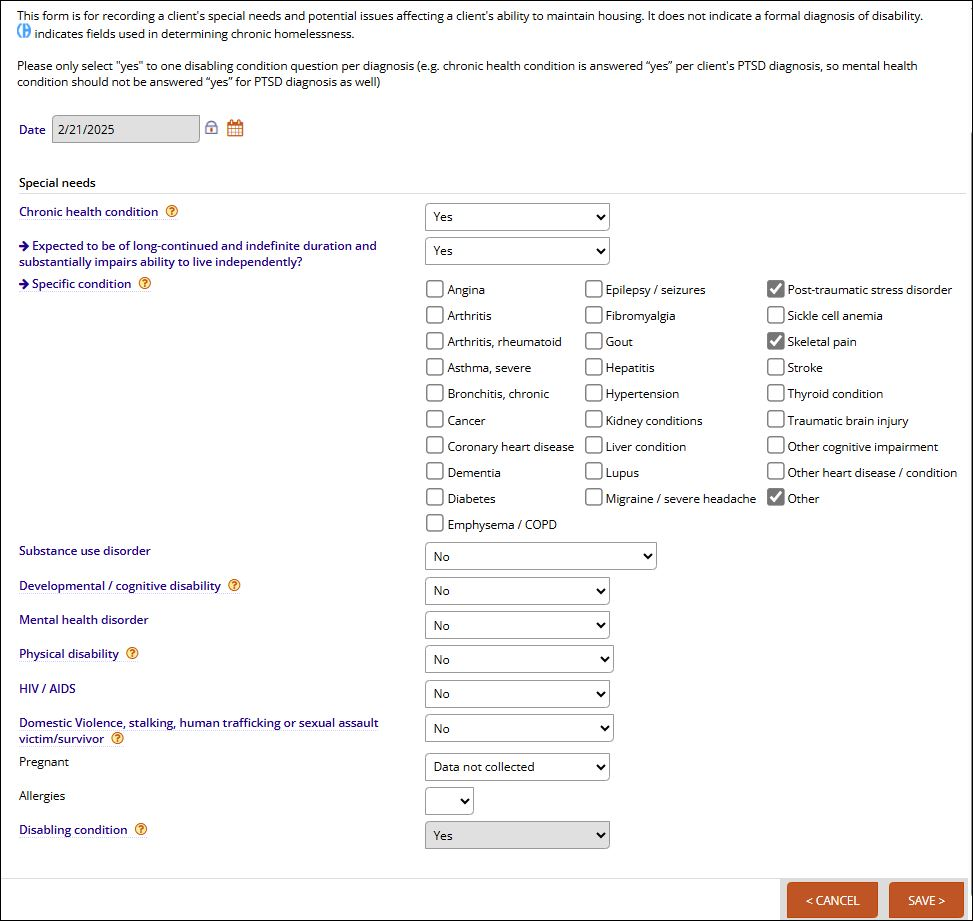 This form is for recording a client's special needs and potential issues affecting a client's ability to maintain housing. It does not indicate a formal diagnosis of disability.
indicates fields used in determining chronic homelessness.
Please only select "yes" to one disabling condition question per diagnosis (e.g. chronic health condition is answered “yes” per client's PTSD diagnosis, so mental health
condition should not be answered “yes” for PTSD diagnosis as well)
Date 2/21/2025
Special needs
Chronic health condition ? Yes
→ Expected to be of long-continued and indefinite duration and
substantially impairs ability to live independently? Yes
→ Specific condition ?
Angina Epilepsy / seizures Post-traumatic stress disorder
Arthritis Fibromyalgia Sickle cell anemia
Arthritis, rheumatoid Gout Skeletal pain
Asthma, severe Hepatitis Stroke
Bronchitis, chronic Hypertension Thyroid condition
Cancer Kidney conditions Traumatic brain injury
Coronary heart disease Liver condition Other cognitive impairment
Dementia Lupus Other heart disease / condition
Diabetes Migraine / severe headache Other
Emphysema / COPD
Substance use disorder No
Developmental / cognitive disability ? No
Mental health disorder No
Physical disability ? No
HIV / AIDS No
Domestic Violence, stalking, human trafficking or sexual assault
victim/survivor ? No
Pregnant Data not collected
Allergies
Disabling condition ? Yes
< CANCEL SAVE >